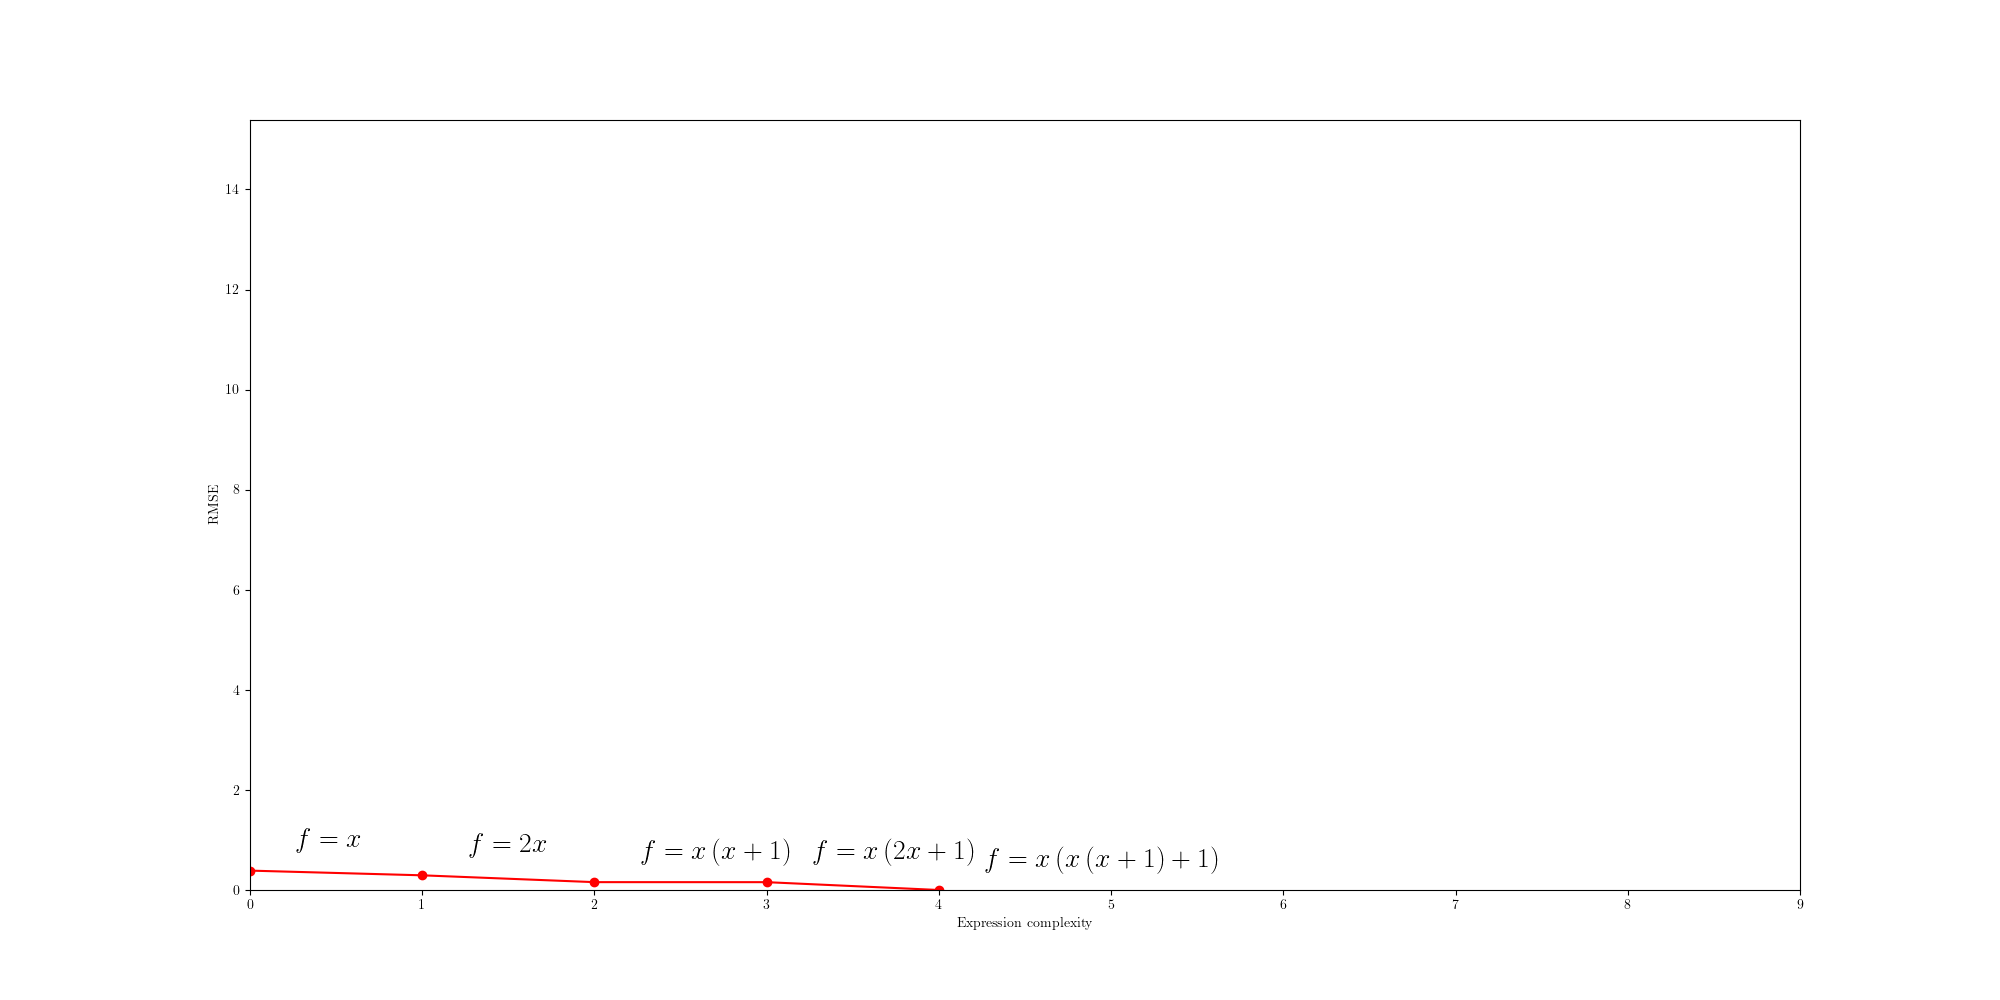 14
12
10
8
6
4
2
0
RMSE
f = x
f = 2x
f = x (x + 1)
f = x (2x + 1)
f = x (x (x + 1) + 1)
0 1 2 3 4 5 6 7 8 9
Expression complexity